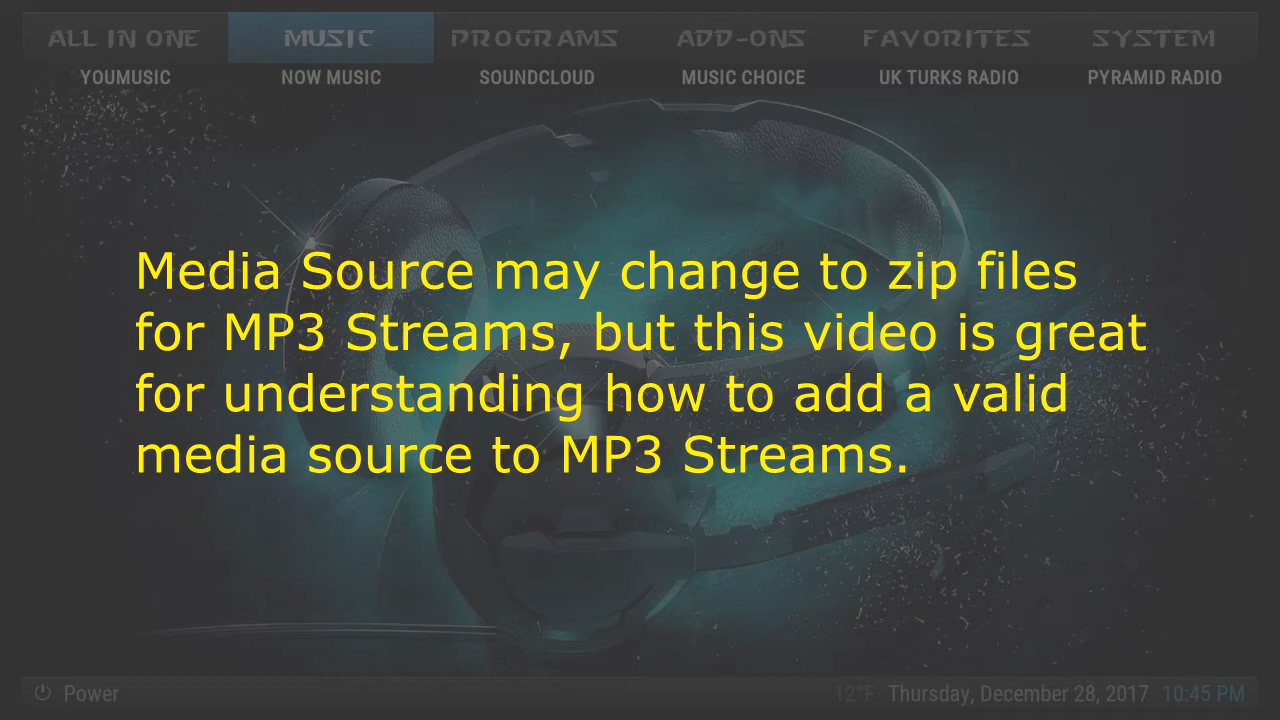 ALL IN ONE MUSIC PROGRAMS ADD-ONS FAVORITES SYSTEM
YOUMUSIC NOW MUSIC SOUNDCLOUD MUSIC CHOICE UK TURKS RADIO PYRAMID RADIO
Media Source may change to zip files
for MP3 Streams, but this video is great
for understanding how to add a valid
media source to MP3 Streams.
Power 12°F Thursday, December 28, 2017 10:45 PM